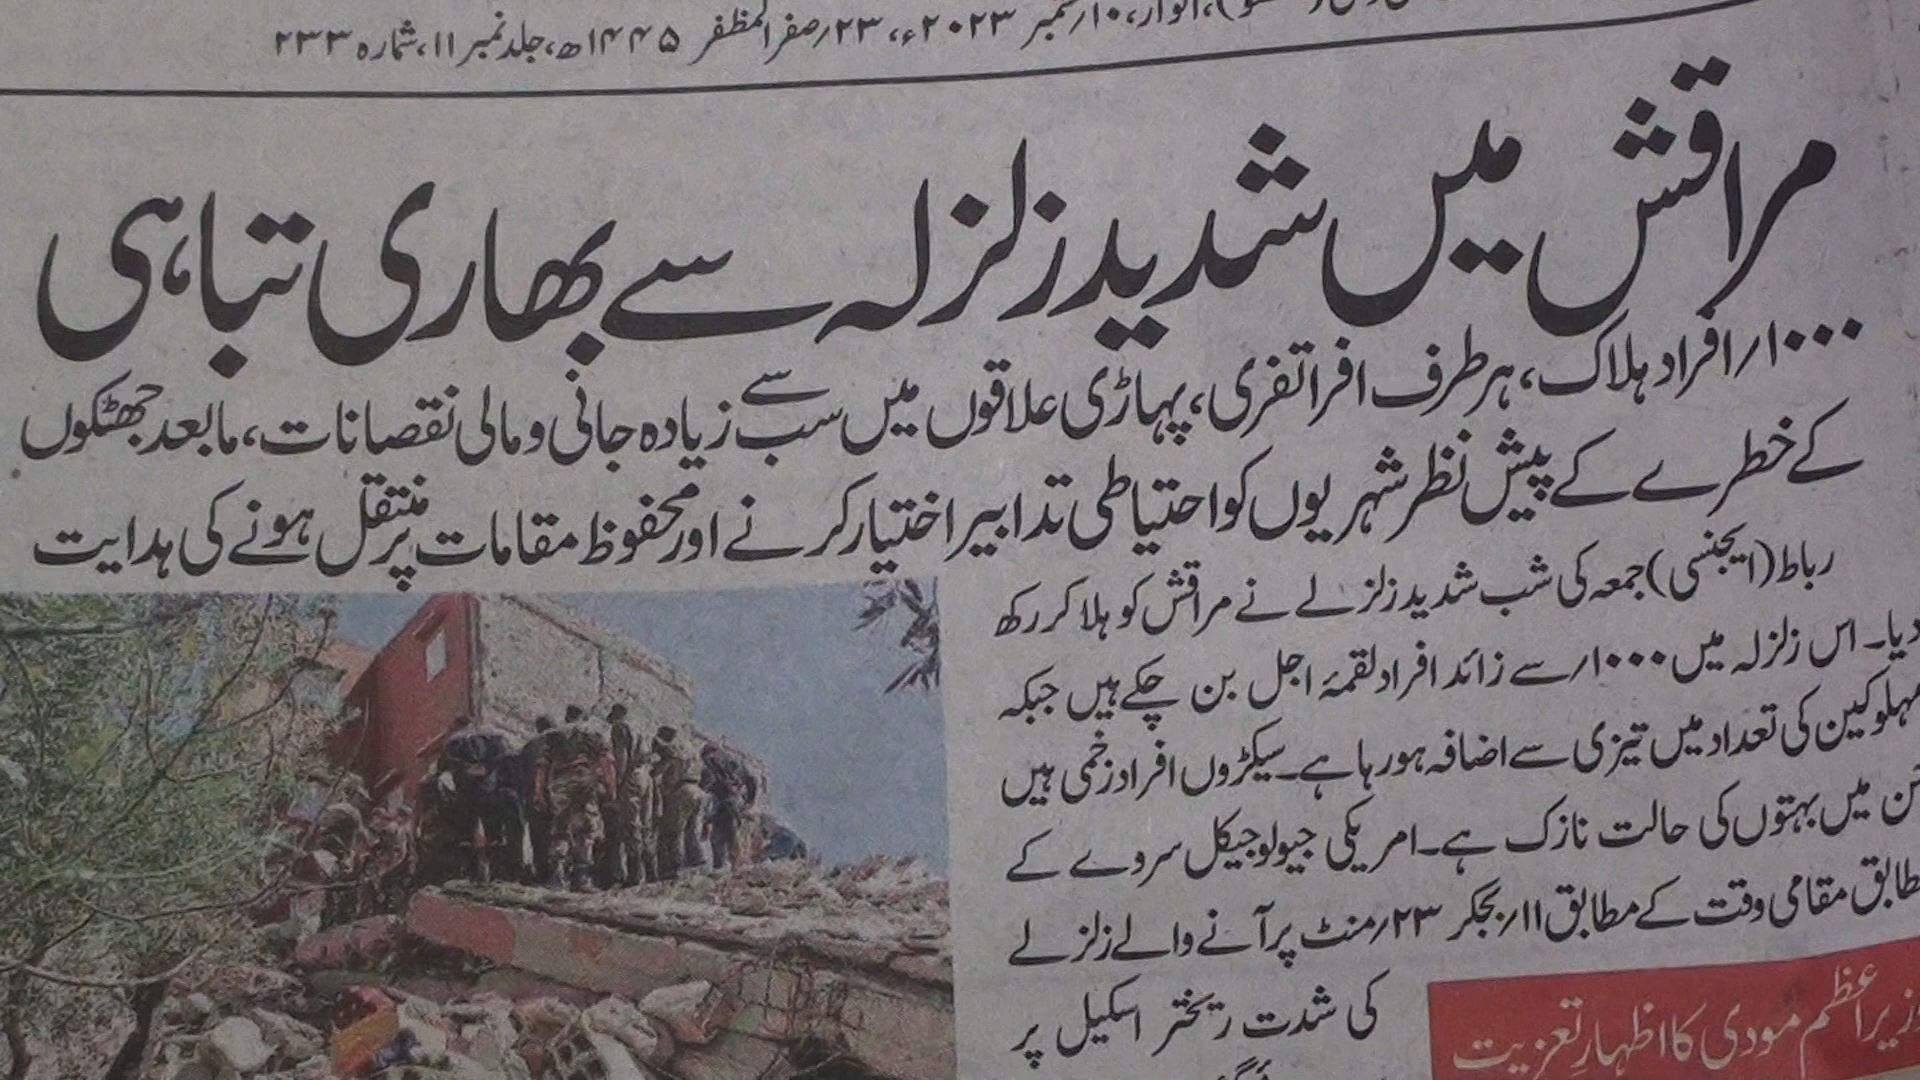 اتوار، ۱۰؍ستمبر ۲۰۲۳ء، ۲۳؍صفر المظفر ۱۴۴۵ھ، جلد نمبر ۱۱، شمارہ ۲۳۳
مراقش میں شدید زلزلہ سے بھاری تباہی
۱۰۰۰؍افراد ہلاک، ہر طرف افراتفری، پہاڑی علاقوں میں سب سے زیادہ جانی و مالی نقصانات، مابعد جھٹکوں
کے خطرے کے پیش نظر شہریوں کو احتیاطی تدابیر اختیار کرنے اور محفوظ مقامات پر منتقل ہونے کی ہدایت
رباط (ایجنسی) جمعہ کی شب شدید زلزلے نے مراقش کو ہلا کر رکھ
دیا۔ اس زلزلہ میں ۱۰۰۰؍سے زائد افراد لقمۂ اجل بن چکے ہیں جبکہ
مہلوکین کی تعداد میں تیزی سے اضافہ ہورہا ہے۔ سیکڑوں افراد زخمی ہیں
جن میں بہتوں کی حالت نازک ہے۔ امریکی جیولوجیکل سروے کے
مطابق مقامی وقت کے مطابق ۱۱؍بجکر ۲۳؍منٹ پر آنے والے زلزلے
کی شدت ریختر اسکیل پر
وزیراعظم مودی کا اظہارِ تعزیت